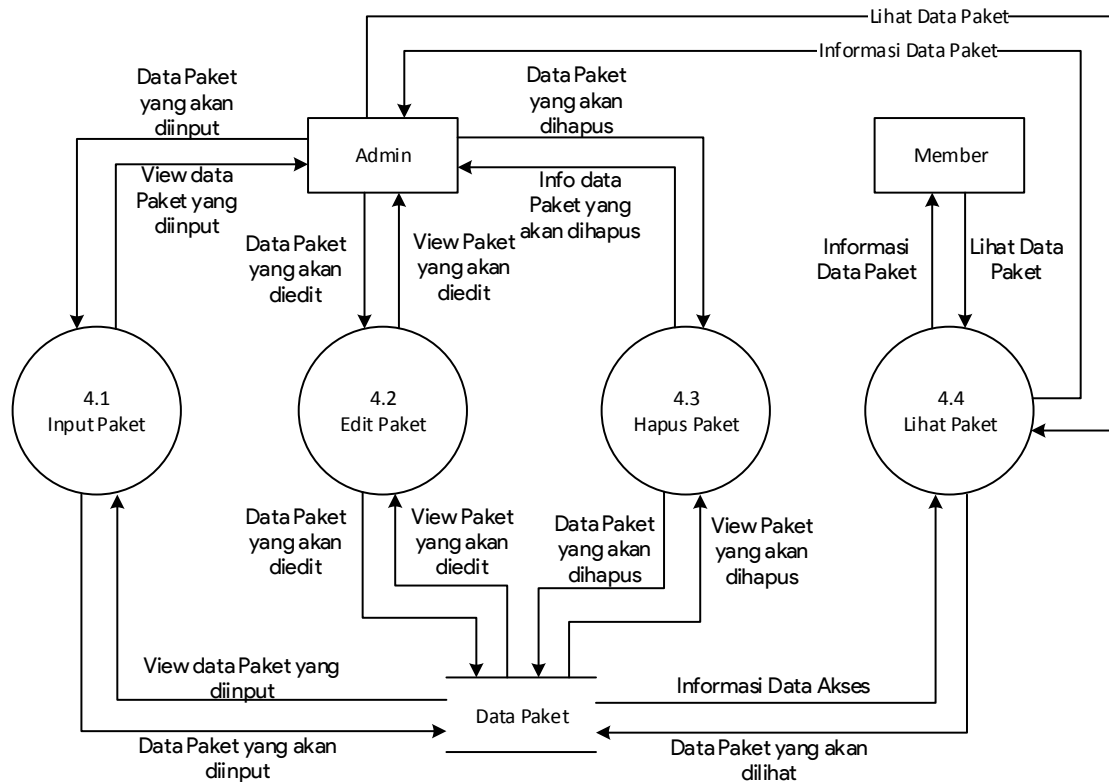 Lihat Data Paket
Informasi Data Paket
Data Paket
yang akan
diinput
Data Paket
yang akan
dihapus
Admin
Member
View data
Paket yang
diinput
Info data
Paket yang
akan dihapus
Data Paket
yang akan
diedit
View Paket
yang akan
diedit
Informasi
Data Paket
Lihat Data
Paket
4.1
Input Paket
4.2
Edit Paket
4.3
Hapus Paket
4.4
Lihat Paket
Data Paket
yang akan
diedit
View Paket
yang akan
diedit
Data Paket
yang akan
dihapus
View Paket
yang akan
dihapus
View data Paket yang
diinput
Informasi Data Akses
Data Paket
Data Paket yang akan
diinput
Data Paket yang akan
dilihat